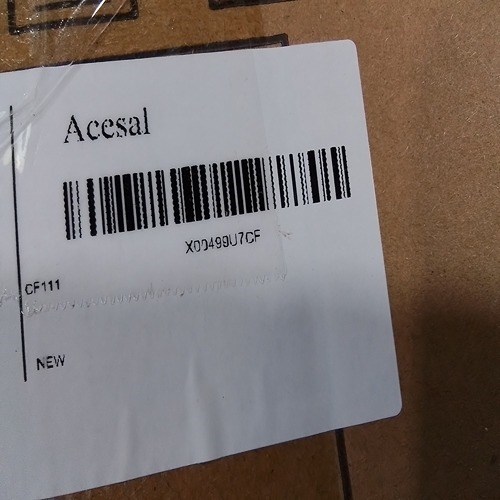 Acesal
X00499U7CF
CF111
NEW